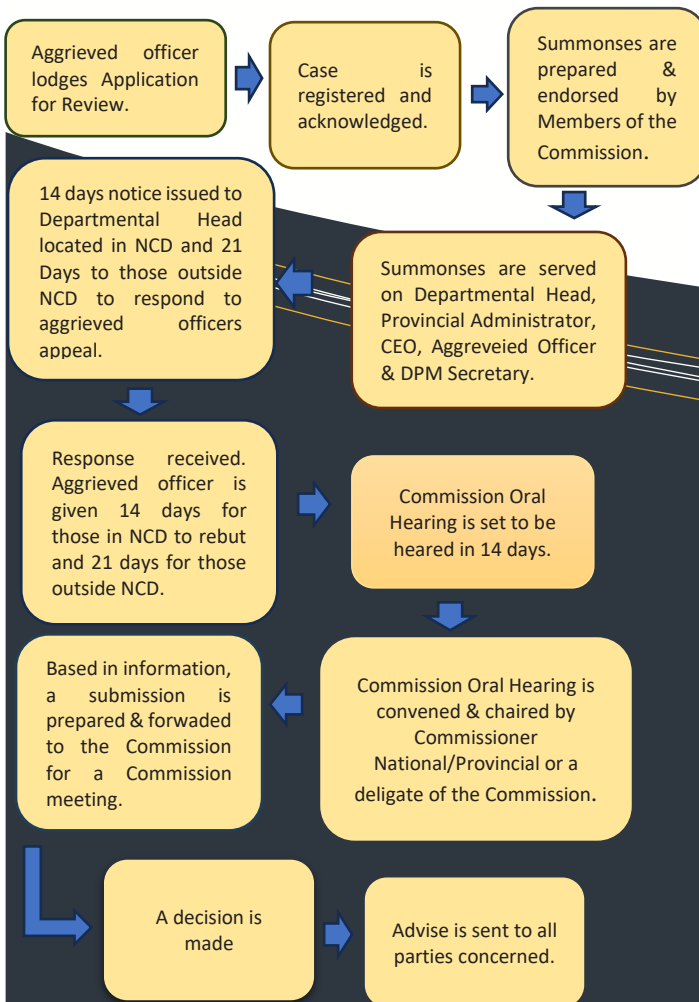 Aggrieved officer
lodges Application
for Review.
Case is
registered and
acknowledged.
Summonses are
prepared &
endorsed by
Members of the
Commission.
Summonses are served
on Departmental Head,
Provincial Administrator,
CEO, Aggreveied Officer
& DPM Secretary.
14 days notice issued to
Departmental Head
located in NCD and 21
Days to those outside
NCD to respond to
aggrieved officers
appeal.
Response received.
Aggrieved officer is
given 14 days for
those in NCD to rebut
and 21 days for those
outside NCD.
Commission Oral
Hearing is set to be
heared in 14 days.
Commission Oral Hearing is
convened & chaired by
Commissioner
National/Provincial or a
deligate of the Commission.
Based in information,
a submission is
prepared & forwaded
to the Commission
for a Commission
meeting.
A decision is
made
Advise is sent to all
parties concerned.